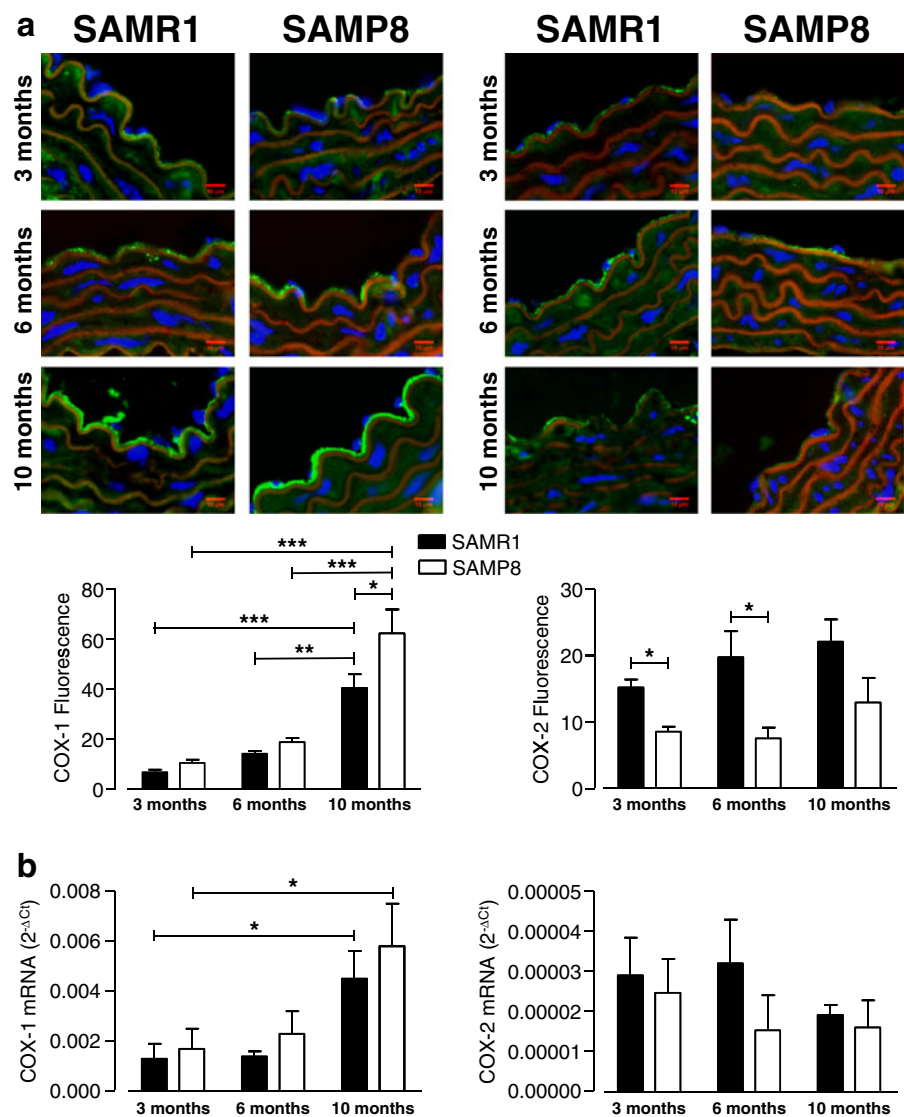 a
SAMR1 SAMP8 SAMR1 SAMP8
3 months 3 months
6 months 6 months
10 months 10 months
SAMR1
SAMP8
COX-1 Fluorescence
80
60
40
20
0
***
***
*
***
**
3 months 6 months 10 months
COX-2 Fluorescence
30
20
10
0
*
*
3 months 6 months 10 months
b
COX-1 mRNA (2-ΔCt)
0.008
0.006
0.004
0.002
0.000
*
*
3 months 6 months 10 months
COX-2 mRNA (2-ΔCt)
0.00005
0.00004
0.00003
0.00002
0.00001
0.00000
3 months 6 months 10 months